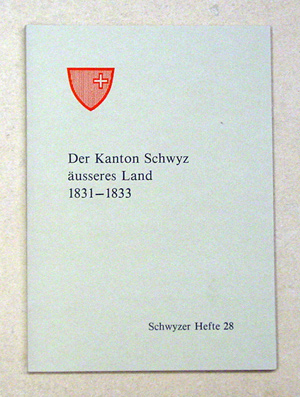 Der Kanton Schwyz
äusseres Land
1831–1833
Schwyzer Hefte 28